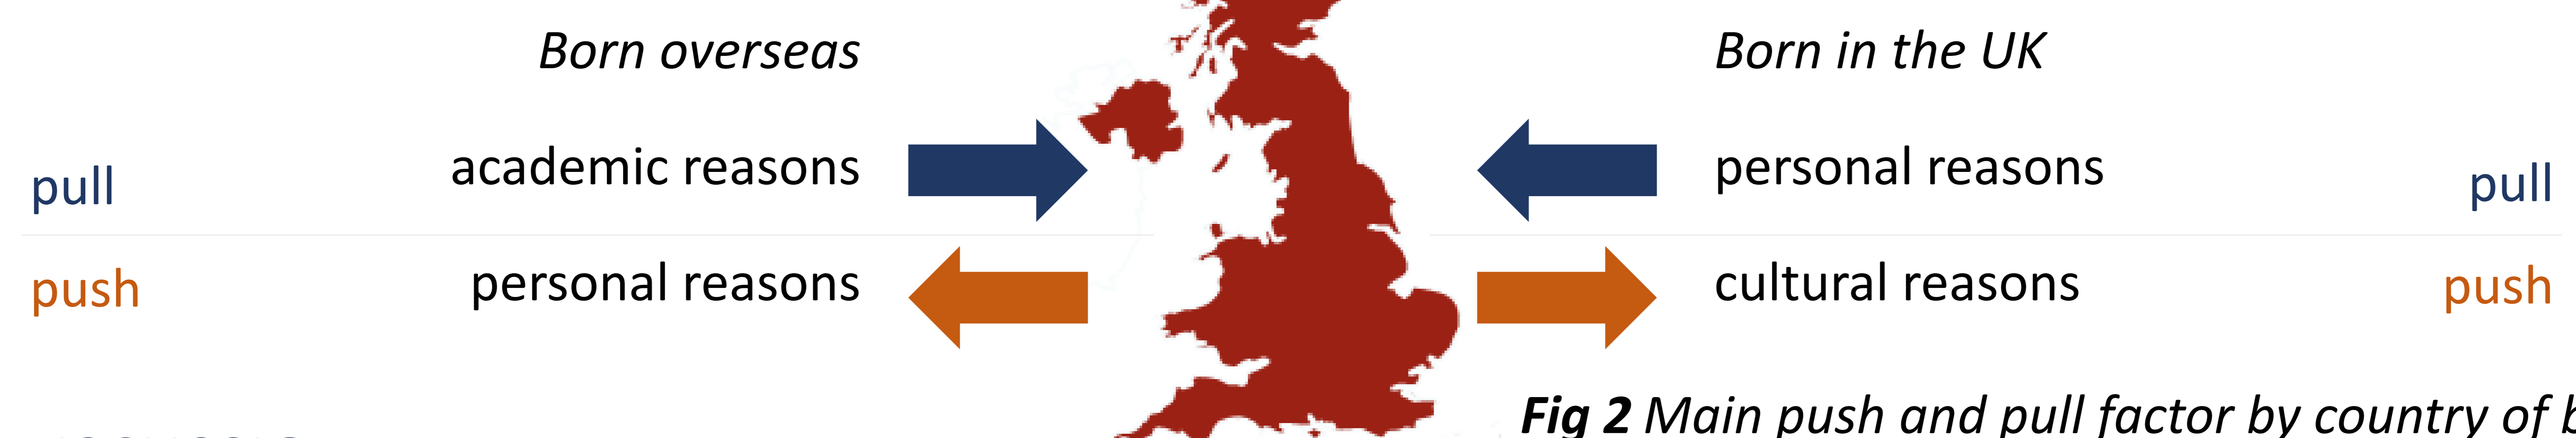 Born overseas
Born in the UK
pull
academic reasons
personal reasons
pull
push
personal reasons
cultural reasons
push
Fig 2 Main push and pull factor by country of